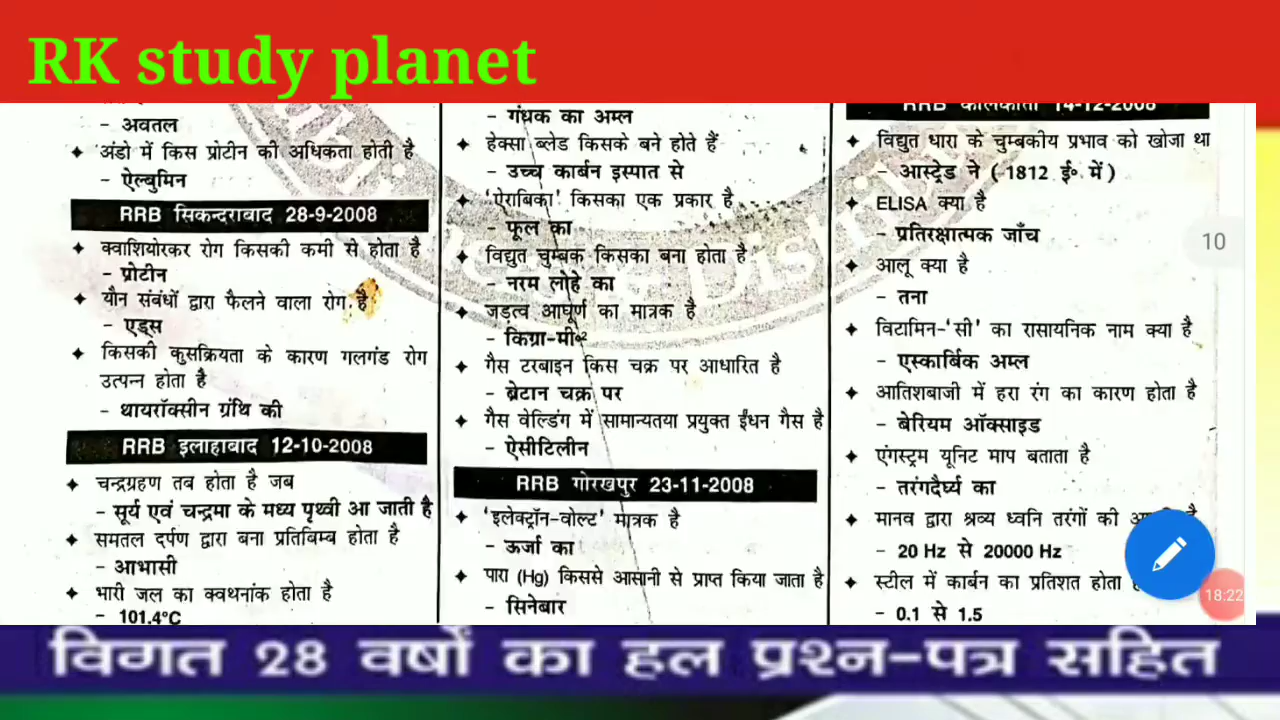 RK study planet
- अवतल
✦ अंडो में किस प्रोटीन की अधिकता होती है
- ऐल्बुमिन
RRB सिकन्दराबाद 28-9-2008
✦ क्वाशियोरकर रोग किसकी कमी से होता है
- प्रोटीन
✦ यौन संबंधों द्वारा फैलने वाला रोग है
- एड्स
✦ किसकी कुसक्रियता के कारण गलगंड रोग
उत्पन्न होता है
- थायरॉक्सीन ग्रंथि की
RRB इलाहाबाद 12-10-2008
✦ चन्द्रग्रहण तब होता है जब
- सूर्य एवं चन्द्रमा के मध्य पृथ्वी आ जाती है
✦ समतल दर्पण द्वारा बना प्रतिबिम्ब होता है
- आभासी
✦ भारी जल का क्वथनांक होता है
- 101.4°C
- गंधक का अम्ल
✦ हेक्सा ब्लेड किसके बने होते हैं
- उच्च कार्बन इस्पात से
✦ 'ऐराबिका' किसका एक प्रकार है
- फूल का
✦ विद्युत चुम्बक किसका बना होता है
- नरम लोहे का
✦ जड़त्व आघूर्ण का मात्रक है
- किग्रा-मी²
✦ गैस टरबाइन किस चक्र पर आधारित है
- ब्रेटान चक्र पर
✦ गैस वेल्डिंग में सामान्यतया प्रयुक्त ईंधन गैस है
- ऐसीटिलीन
RRB गोरखपुर 23-11-2008
✦ 'इलेक्ट्रॉन-वोल्ट' मात्रक है
- ऊर्जा का
✦ पारा (Hg) किससे आसानी से प्राप्त किया जाता है
- सिनेबार
RRB कोलकाता 14-12-2008
✦ विद्युत धारा के चुम्बकीय प्रभाव को खोजा था
- आर्स्टेड ने (1812 ई० में)
✦ ELISA क्या है
- प्रतिरक्षात्मक जाँच
✦ आलू क्या है
- तना
✦ विटामिन-'सी' का रासायनिक नाम क्या है
- एस्कार्बिक अम्ल
✦ आतिशबाजी में हरा रंग का कारण होता है
- बेरियम ऑक्साइड
✦ एंगस्ट्रम यूनिट माप बताता है
- तरंगदैर्घ्य का
✦ मानव द्वारा श्रव्य ध्वनि तरंगों की है
- 20 Hz से 20000 Hz
✦ स्टील में कार्बन का प्रतिशत होता
- 0.1 से 1.5
10
18:22
विगत 28 वर्षों का हल प्रश्न-पत्र सहित